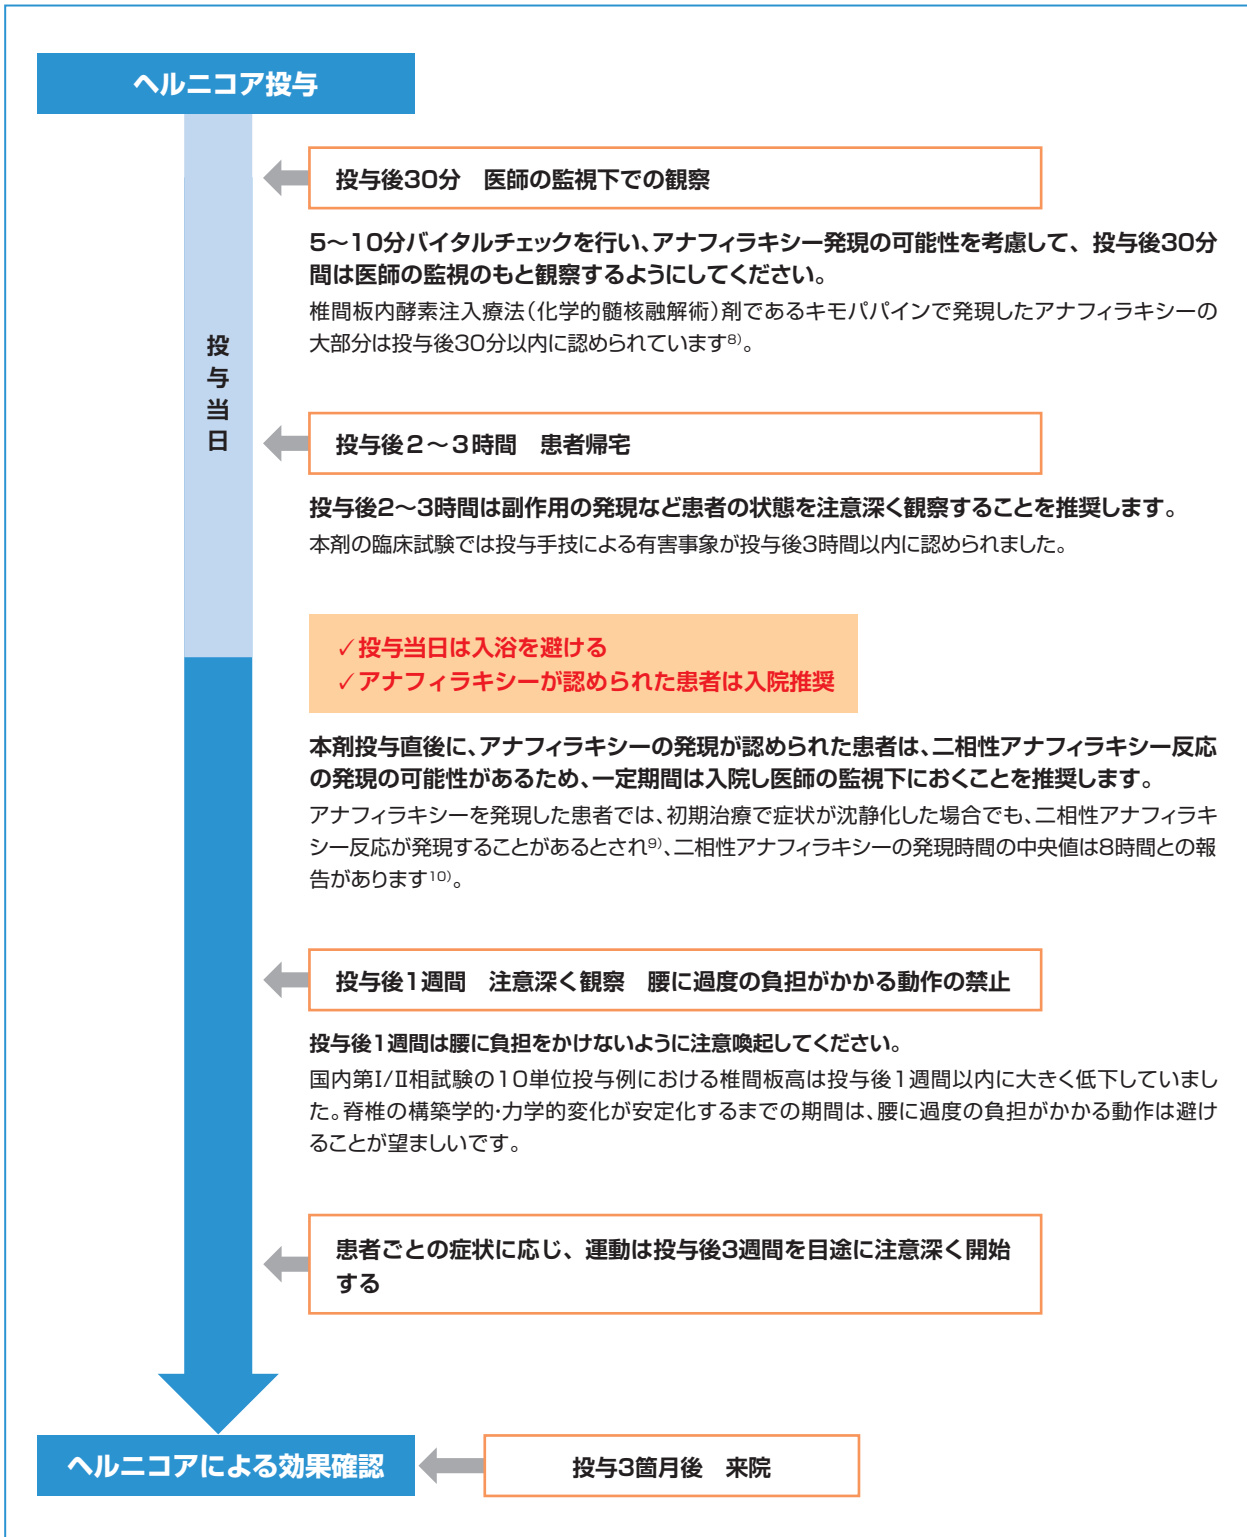 ヘルニコア投与
投与後30分　医師の監視下での観察
5～10分バイタルチェックを行い、アナフィラキシー発現の可能性を考慮して、投与後30分
間は医師の監視のもと観察するようにしてください。
椎間板内酵素注入療法（化学的髄核融解術）剤であるキモパパインで発現したアナフィラキシーの
大部分は投与後30分以内に認められています8）。
投与当日
投与後２～３時間　患者帰宅
投与後2～3時間は副作用の発現など患者の状態を注意深く観察することを推奨します。
本剤の臨床試験では投与手技による有害事象が投与後3時間以内に認められました。
✓投与当日は入浴を避ける
✓アナフィラキシーが認められた患者は入院推奨
本剤投与直後に、アナフィラキシーの発現が認められた患者は、二相性アナフィラキシー反応
の発現の可能性があるため、一定期間は入院し医師の監視下におくことを推奨します。
アナフィラキシーを発現した患者では、初期治療で症状が沈静化した場合でも、二相性アナフィラキ
シー反応が発現することがあるとされ9）、二相性アナフィラキシーの発現時間の中央値は8時間との報
告があります10）。
投与後1週間　注意深く観察　腰に過度の負担がかかる動作の禁止
投与後1週間は腰に負担をかけないように注意喚起してください。
国内第Ⅰ/Ⅱ相試験の10単位投与例における椎間板高は投与後1週間以内に大きく低下していまし
た。脊椎の構築学的・力学的変化が安定化するまでの期間は、腰に過度の負担がかかる動作は避け
ることが望ましいです。
患者ごとの症状に応じ、運動は投与後3週間を目途に注意深く開始
する
ヘルニコアによる効果確認
投与3箇月後　来院